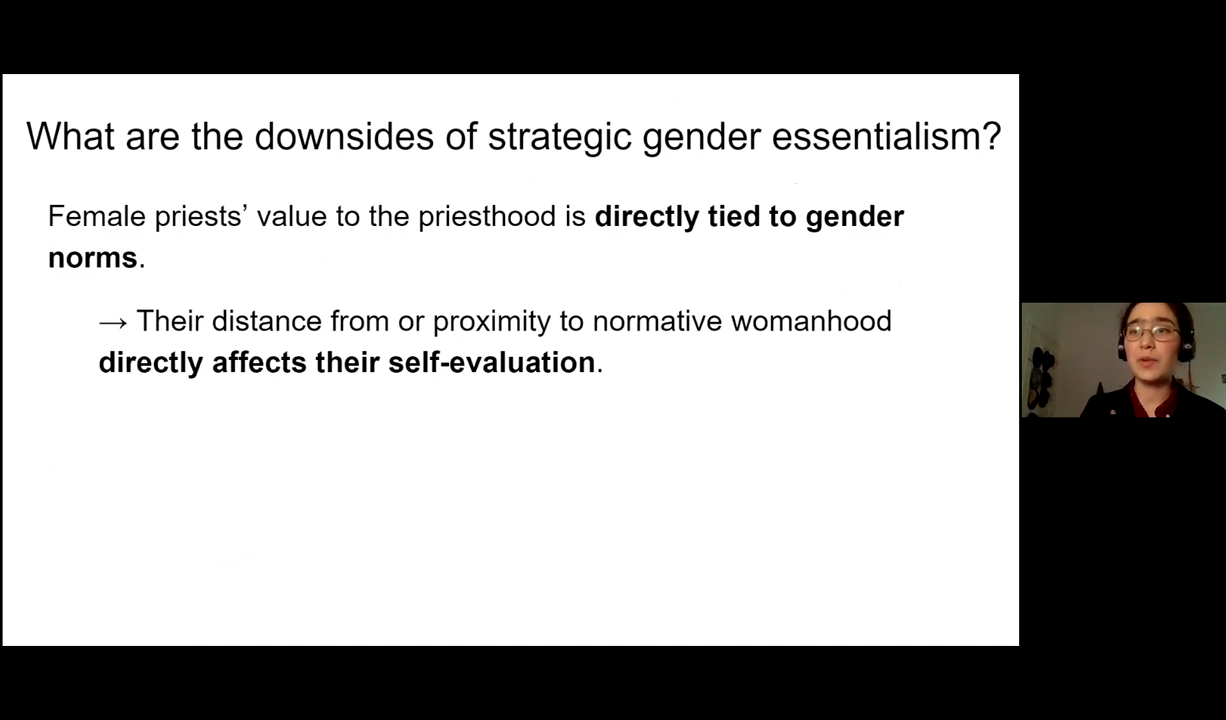 What are the downsides of strategic gender essentialism?
Female priests’ value to the priesthood is directly tied to gender
norms.
→ Their distance from or proximity to normative womanhood
directly affects their self-evaluation.